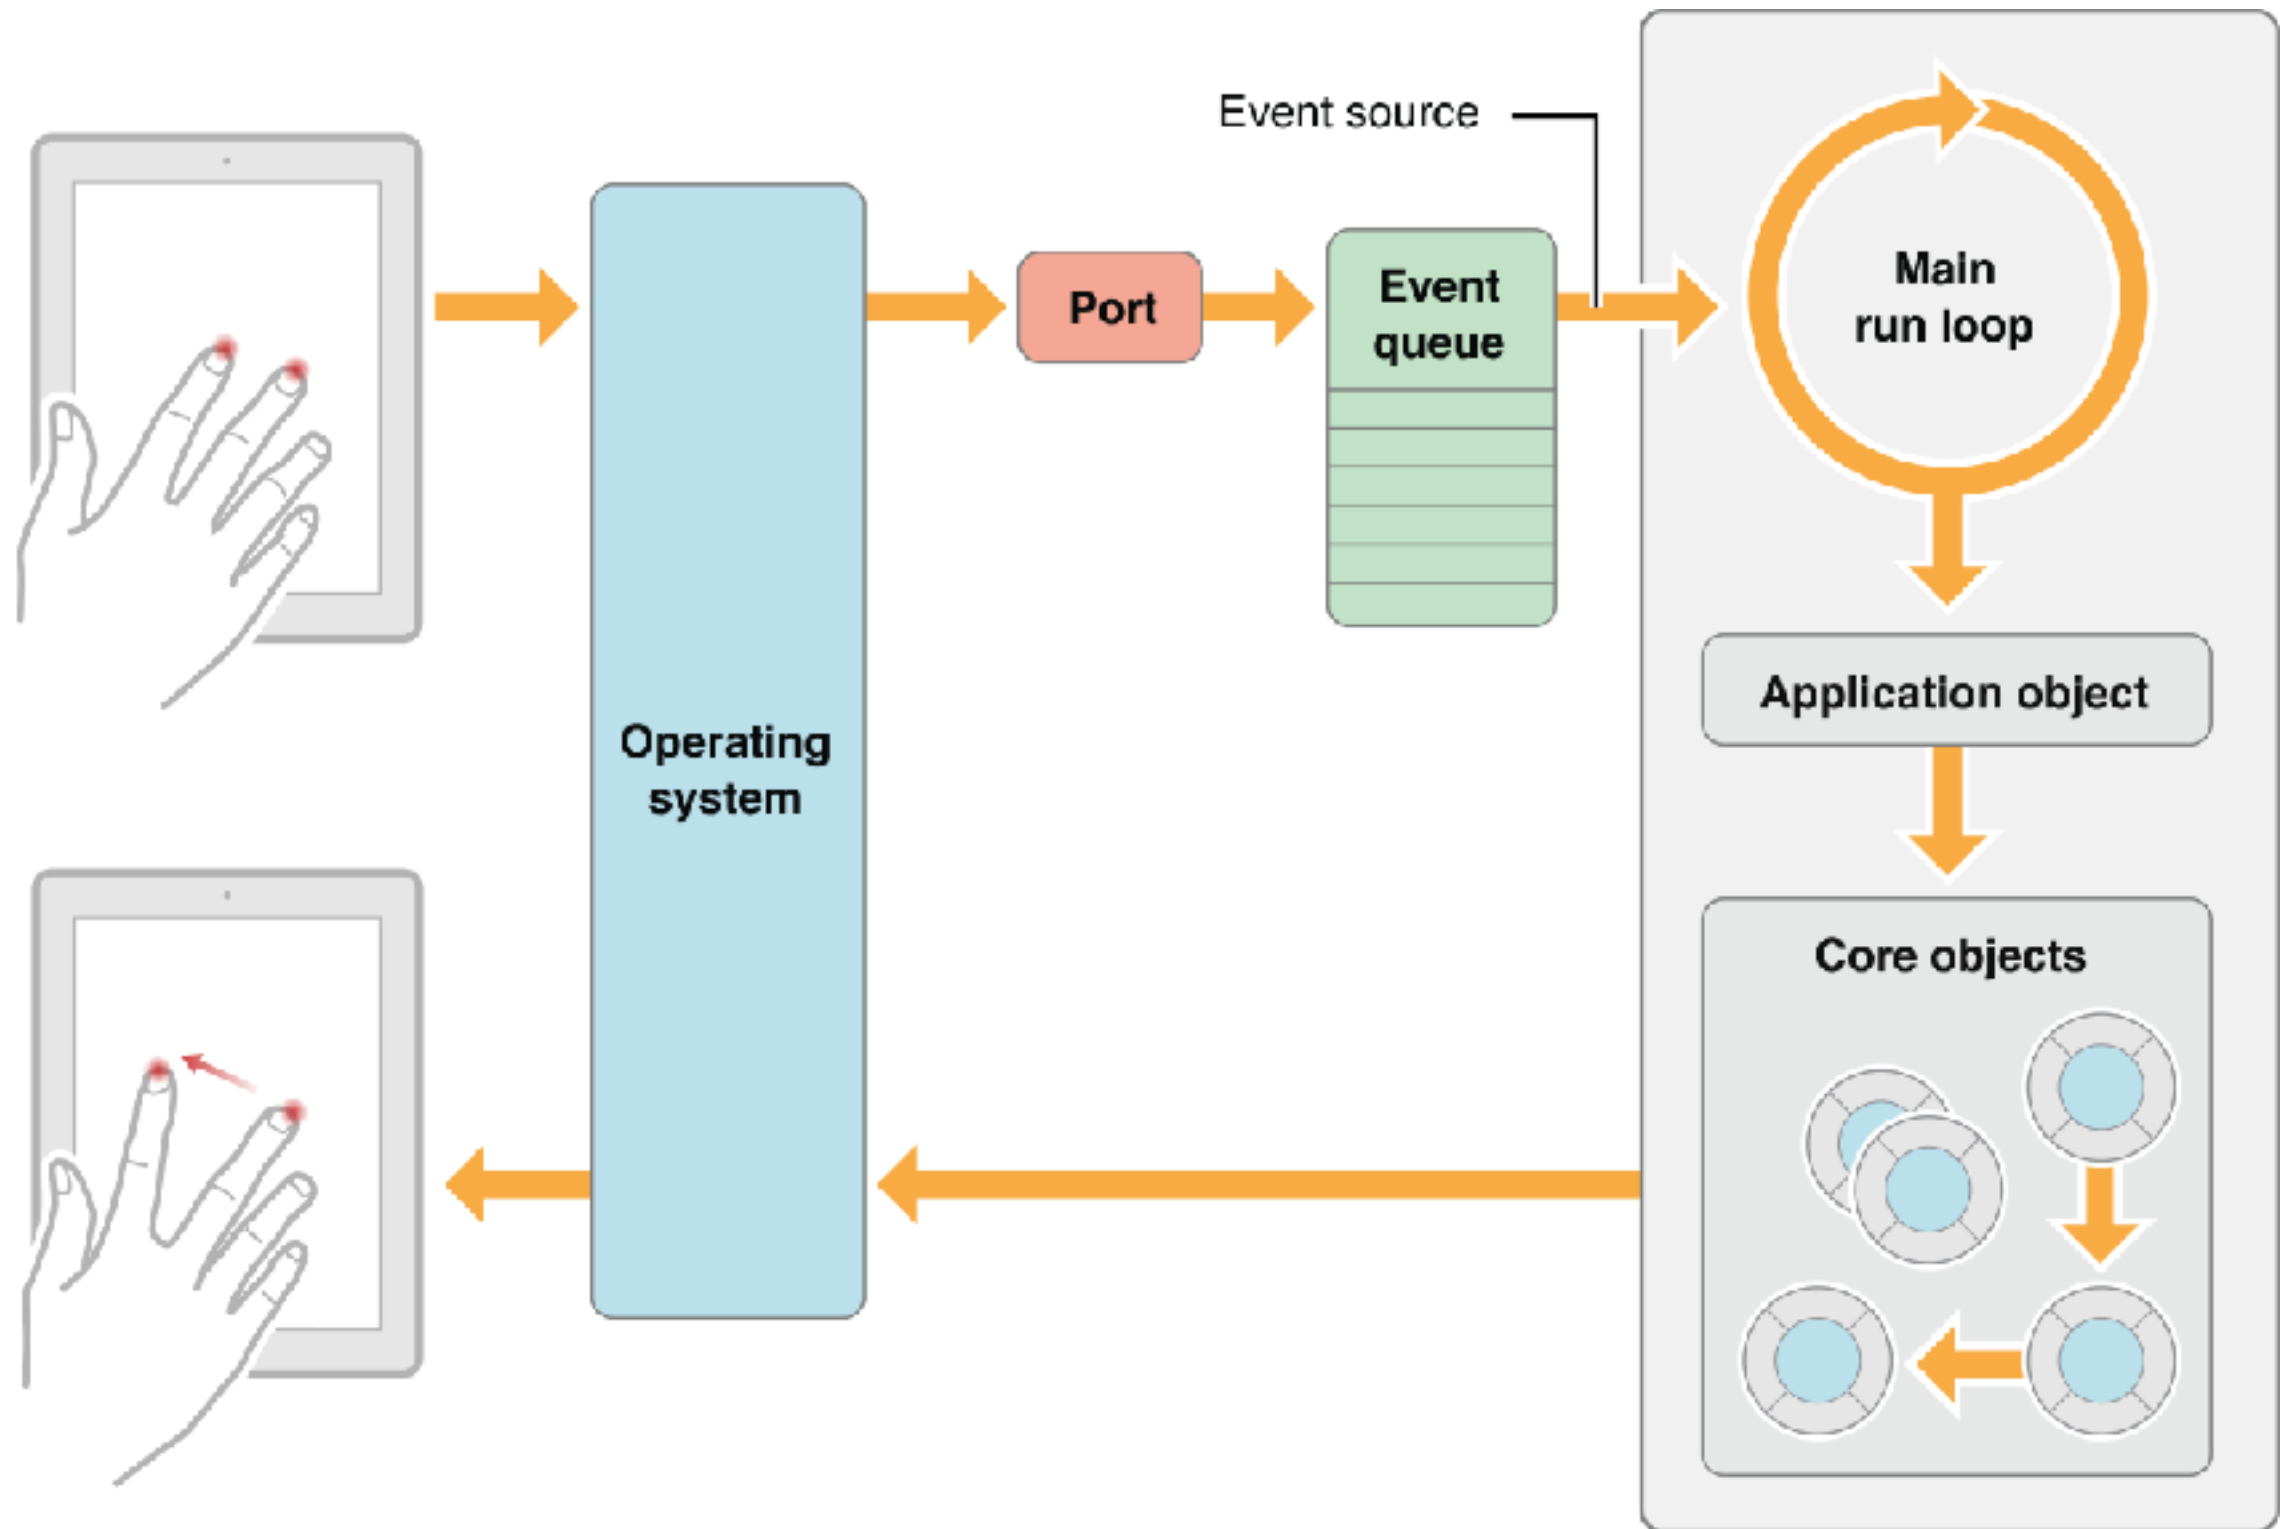 Event source
Port
Event
queue
Main
run loop
Operating
system
Application object
Core objects